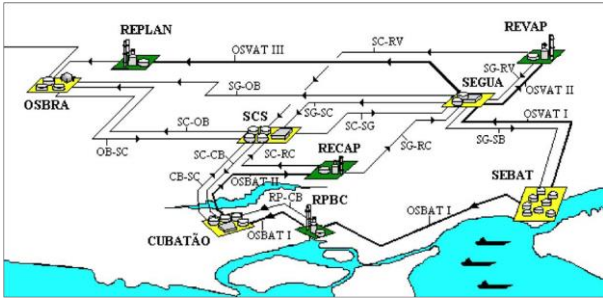 REPLAN
REVAP
OSVAT III
SC-RV
SG-RV
SEGUA
OSVAT II
OSBRA
SG-OB
SCS
SG-SC
OSVAT I
SC-OB
SC-SG
SC-CB
SC-RC
OB-SC
RECAP
SG-RC
SG-SB
CB-SC
OSBAT II
SEBAT
RP-CB
RPBC
OSBAT I
CUBATÃO
OSBAT I